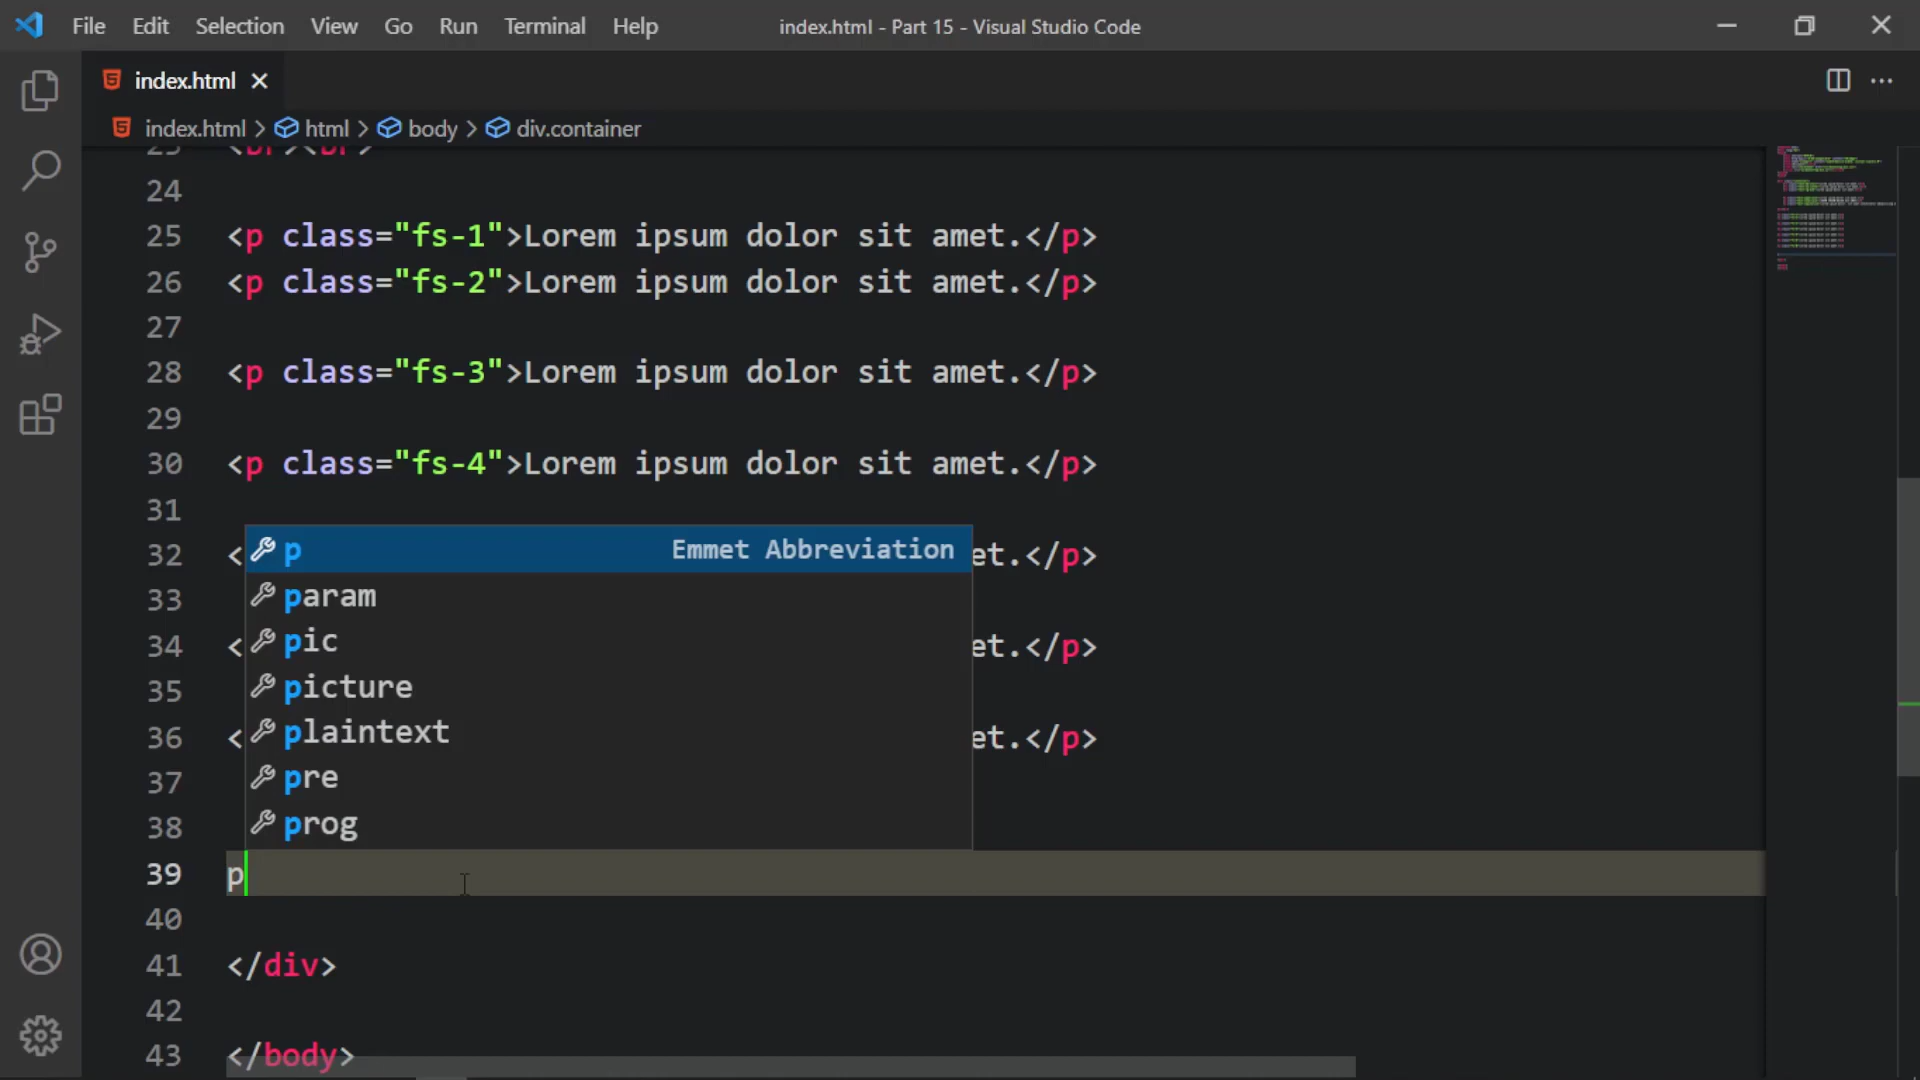 File Edit Selection View Go Run Terminal Help index.html - Part 15 - Visual Studio Code
index.html
index.html > html > body > div.container
23 <br><br>
24
25 <p class="fs-1">Lorem ipsum dolor sit amet.</p>
26 <p class="fs-2">Lorem ipsum dolor sit amet.</p>
27
28 <p class="fs-3">Lorem ipsum dolor sit amet.</p>
29
30 <p class="fs-4">Lorem ipsum dolor sit amet.</p>
31
32 < p Emmet Abbreviation et.</p>
33 param
34 < pic et.</p>
35 picture
36 < plaintext et.</p>
37 pre
38 prog
39 p
40
41 </div>
42
43 </body>